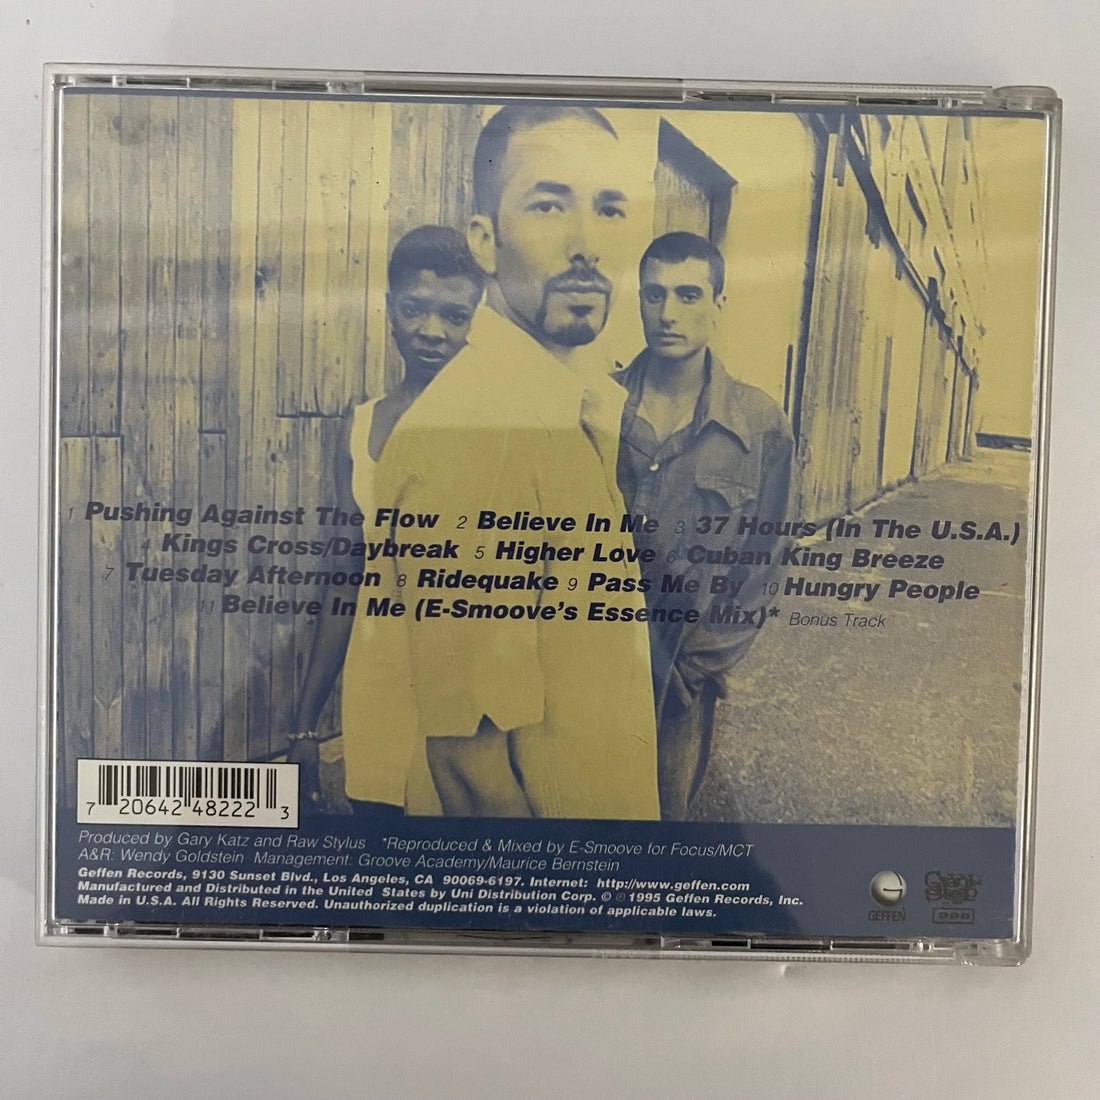 1 Pushing Against The Flow 2 Believe In Me 3 37 Hours (In The U.S.A.)
4 Kings Cross/Daybreak 5 Higher Love 6 Cuban King Breeze
7 Tuesday Afternoon 8 Ridequake 9 Pass Me By 10 Hungry People
11 Believe In Me (E-Smoove's Essence Mix)* Bonus Track
7 20642 48222 3
Produced by Gary Katz and Raw Stylus *Reproduced & Mixed by E-Smoove for Focus/MCT
A&R: Wendy Goldstein Management: Groove Academy/Maurice Bernstein
Geffen Records, 9130 Sunset Blvd., Los Angeles, CA 90069-6197. Internet: http://www.geffen.com
Manufactured and Distributed in the United States by Uni Distribution Corp. © ℗ 1995 Geffen Records, Inc.
Made in U.S.A. All Rights Reserved. Unauthorized duplication is a violation of applicable laws.
GEFFEN
DDD